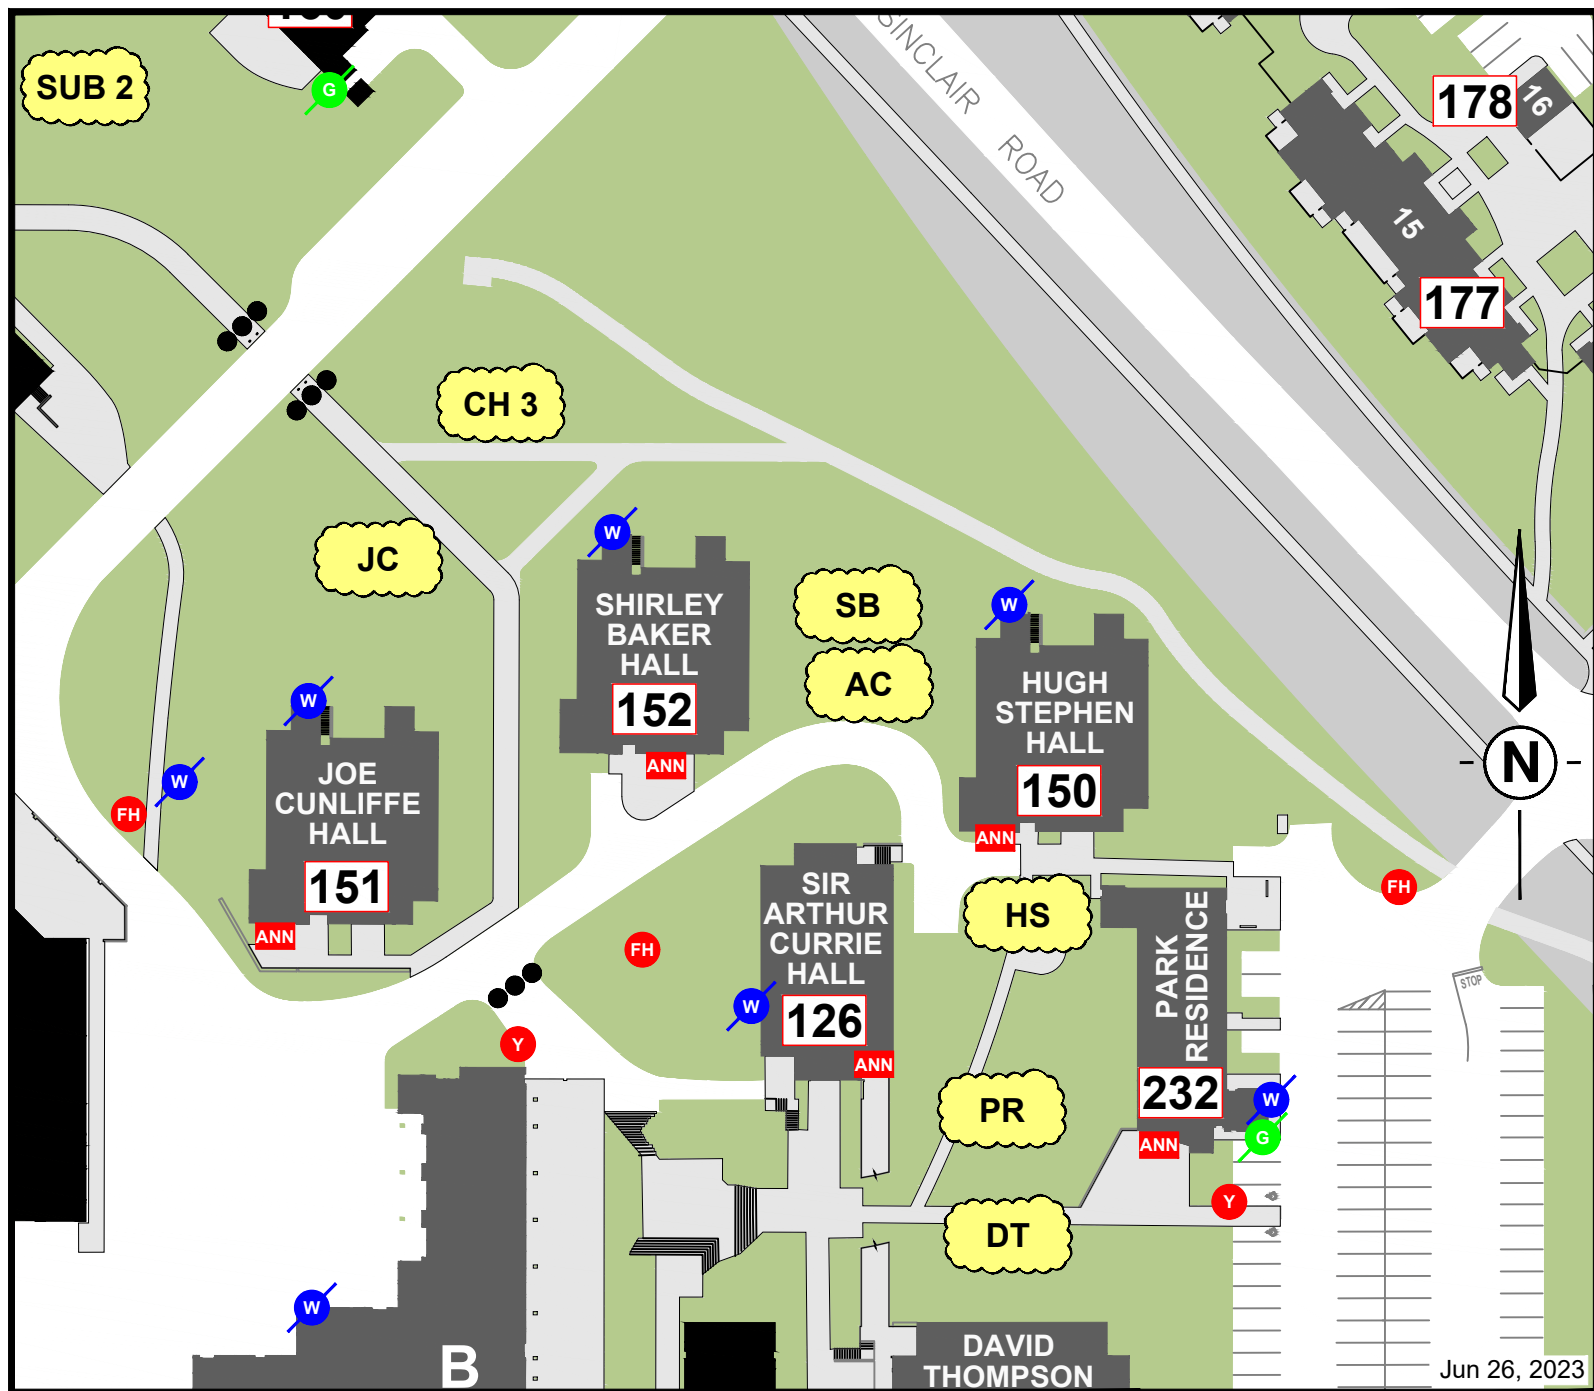 SUB 2
G
SINCLAIR
ROAD
178
16
15
177
CH 3
JC
W
SHIRLEY
BAKER
HALL
152
ANN
SB
AC
W
HUGH
STEPHEN
HALL
150
ANN
N
W
W
FH
JOE
CUNLIFFE
HALL
151
ANN
FH
SIR
ARTHUR
CURRIE
HALL
126
W
ANN
HS
FH
PARK
RESIDENCE
232
W
G
ANN
Y
STOP
Y
PR
DT
W
B
DAVID
THOMPSON
Jun 26, 2023